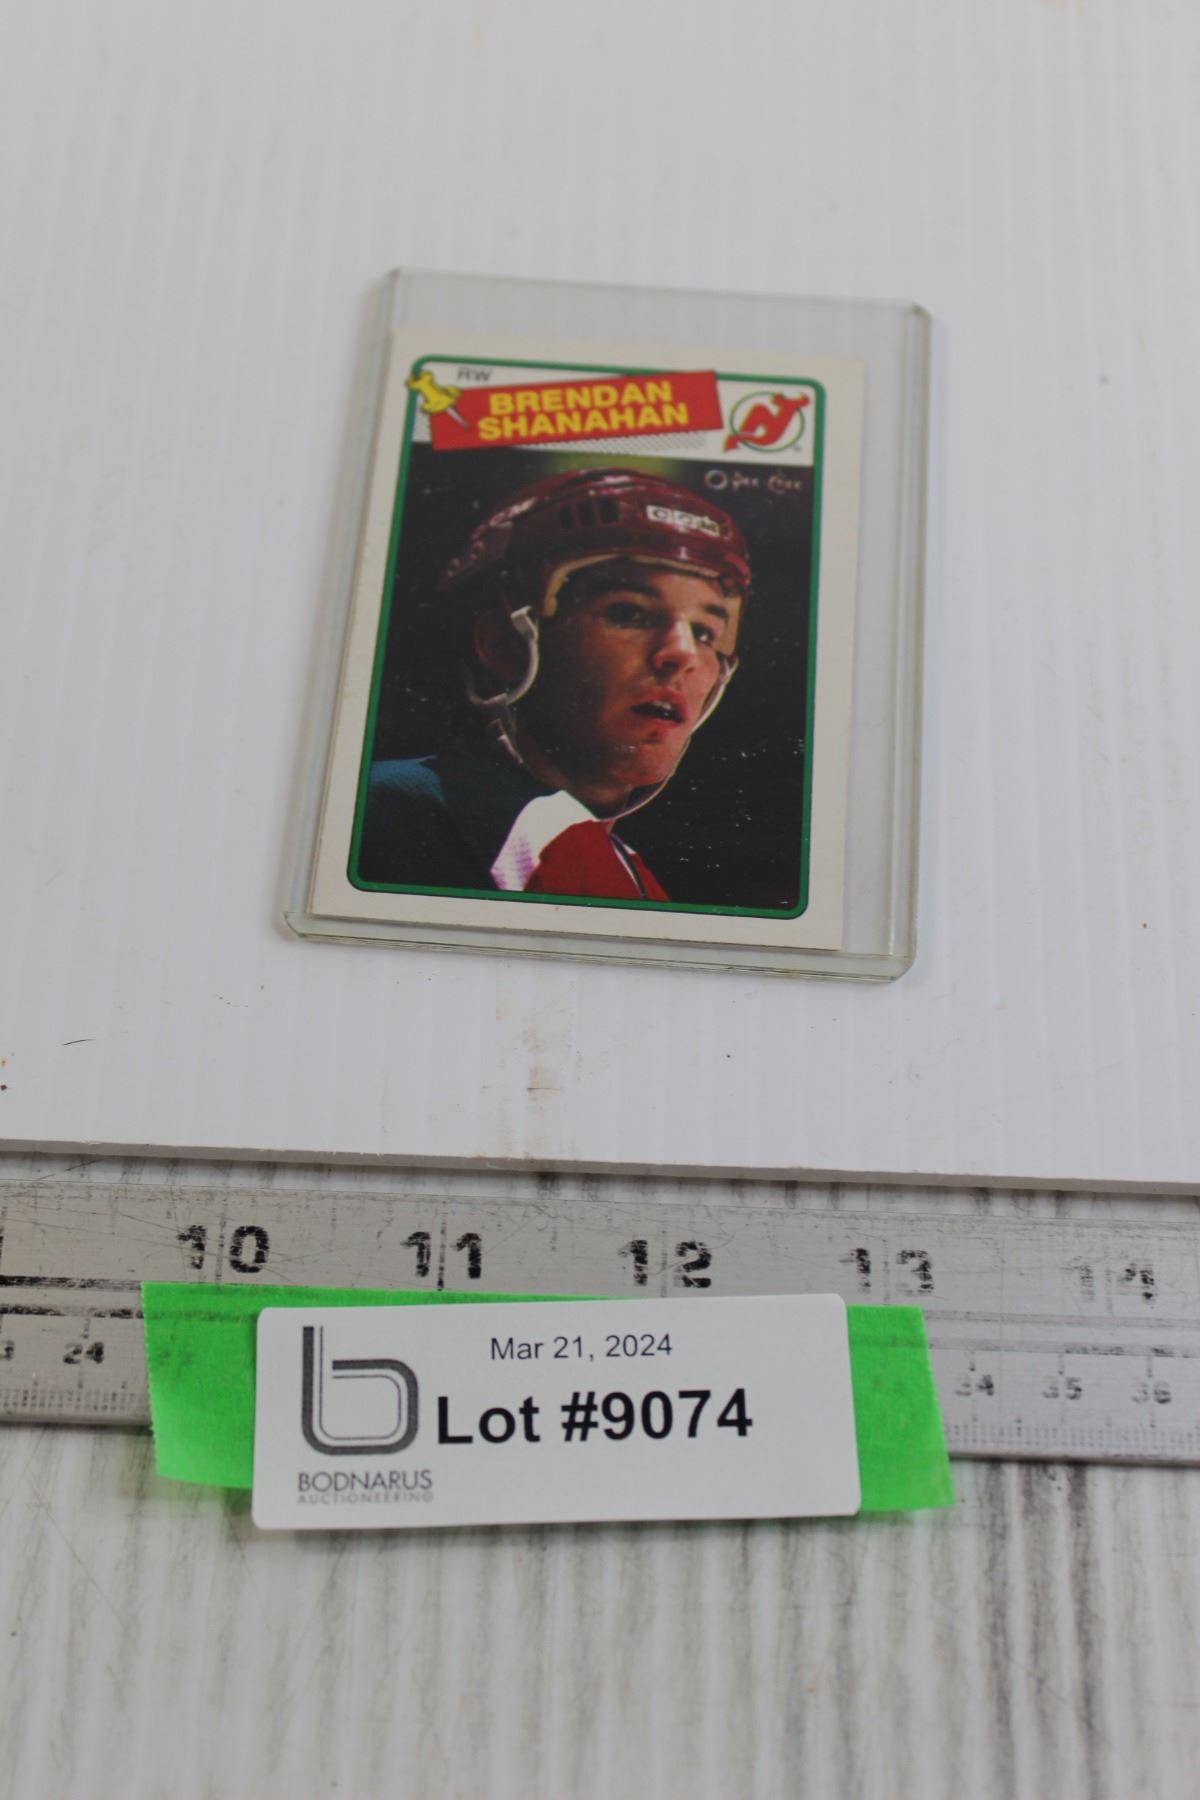 RW
BRENDAN
SHANAHAN
O-Pee-Chee
CCM
10 11 12 13 14
24 34 35 36
Mar 21, 2024
Lot #9074
BODNARUS
AUCTIONEERING